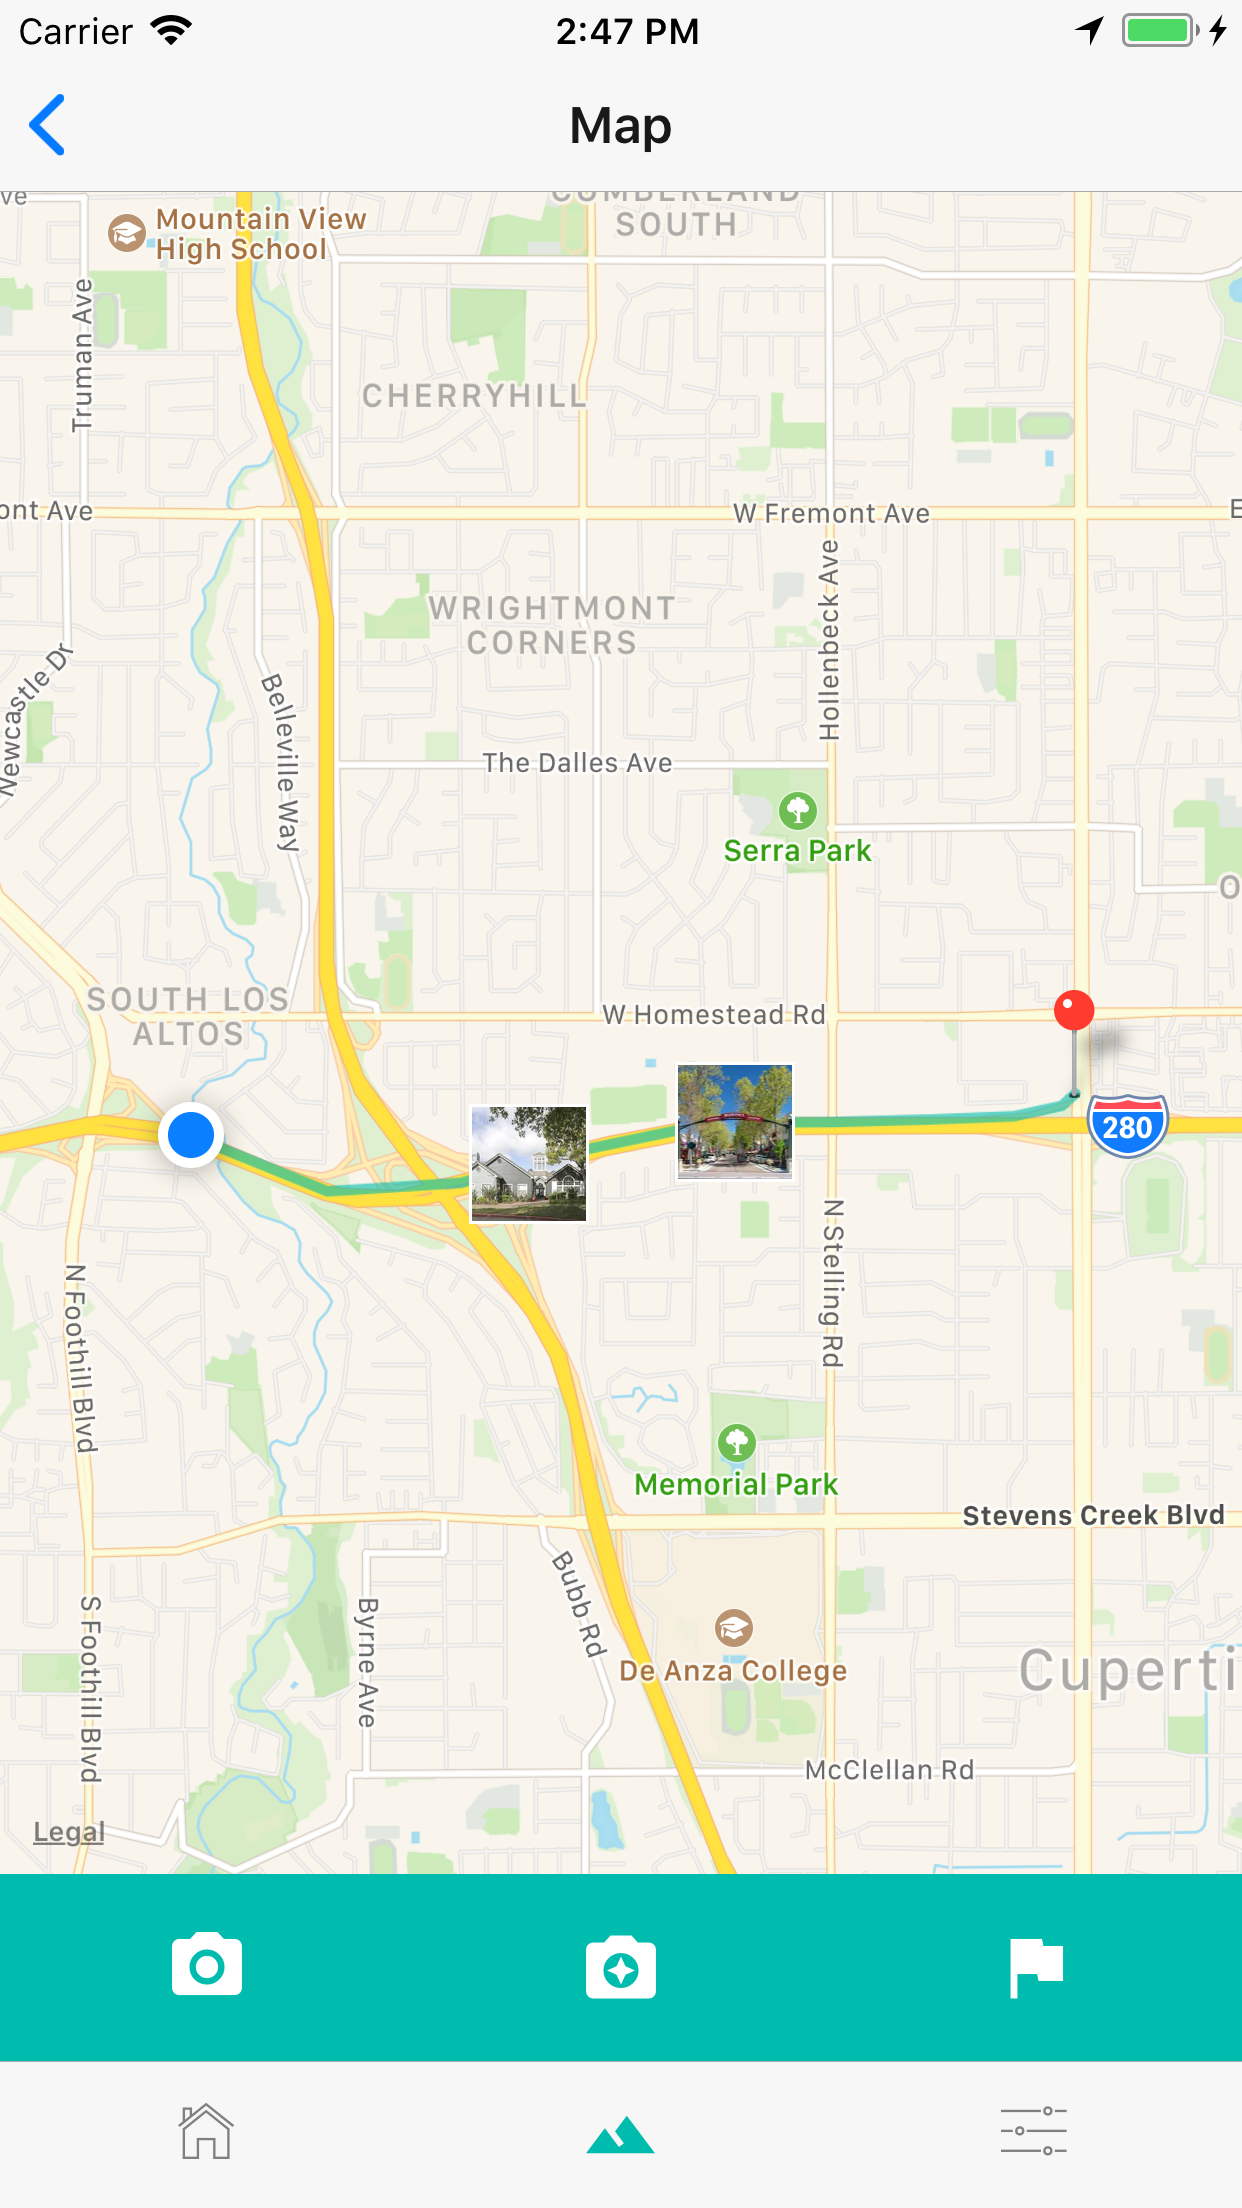 Carrier
2:47 PM
Map
ve
CUMBERLAND
SOUTH
Mountain View
High School
Truman Ave
CHERRYHILL
ont Ave
W Fremont Ave
E
Hollenbeck Ave
WRIGHTMONT
CORNERS
Newcastle Dr
Belleville Way
The Dalles Ave
Serra Park
O
SOUTH LOS
ALTOS
W Homestead Rd
280
N Stelling Rd
N Foothill Blvd
Memorial Park
Stevens Creek Blvd
Bubb Rd
S Foothill Blvd
Byrne Ave
De Anza College
Cuperti
McClellan Rd
Legal